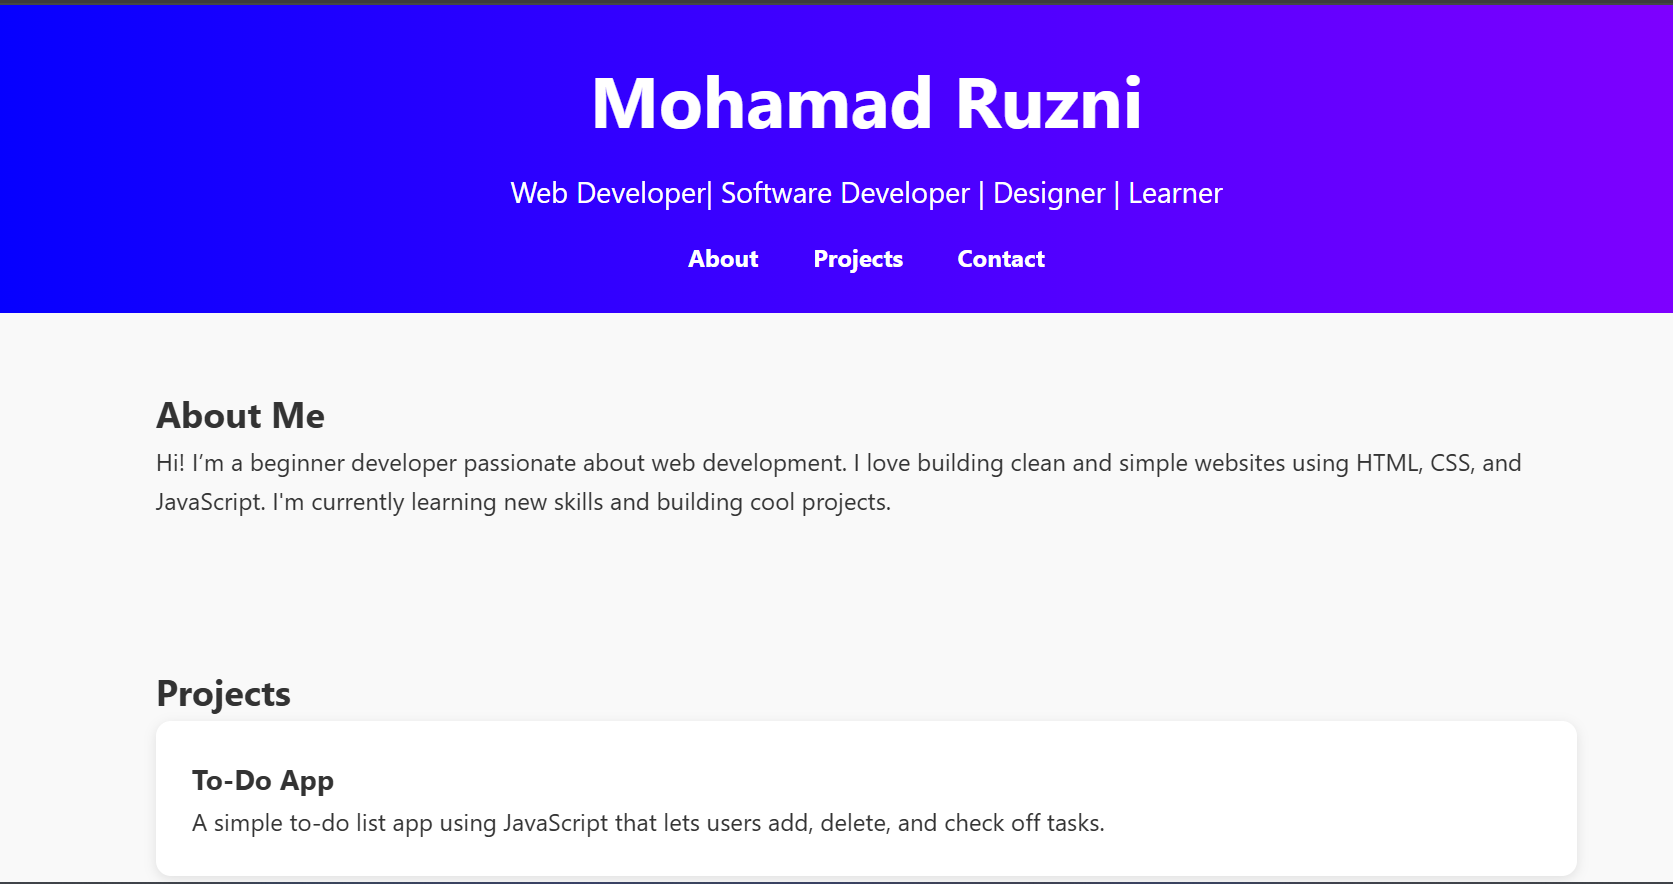 Mohamad Ruzni
Web Developer| Software Developer | Designer | Learner
About Projects Contact
About Me
Hi! I’m a beginner developer passionate about web development. I love building clean and simple websites using HTML, CSS, and
JavaScript. I'm currently learning new skills and building cool projects.
Projects
To-Do App
A simple to-do list app using JavaScript that lets users add, delete, and check off tasks.